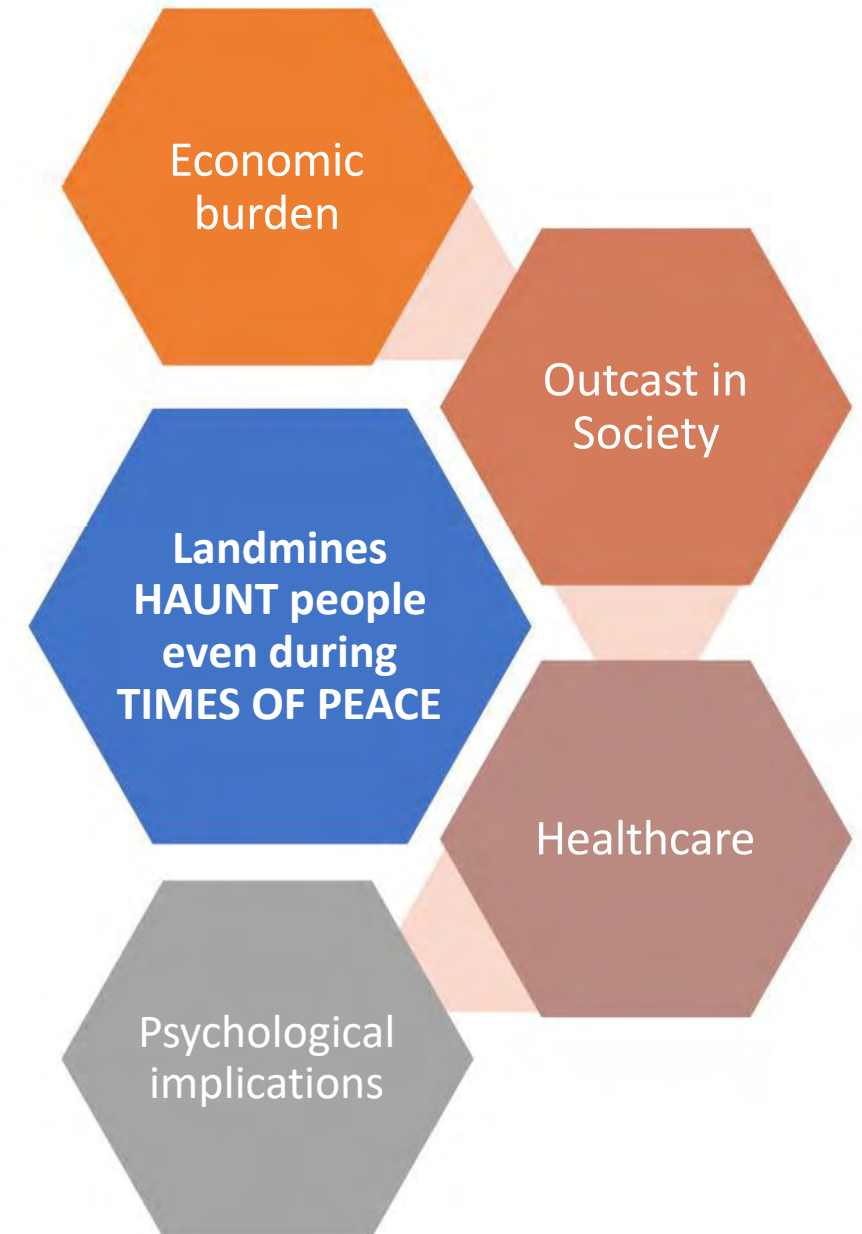 Economic
burden
Outcast in
Society
Landmines
HAUNT people
even during
TIMES OF PEACE
Healthcare
Psychological
implications